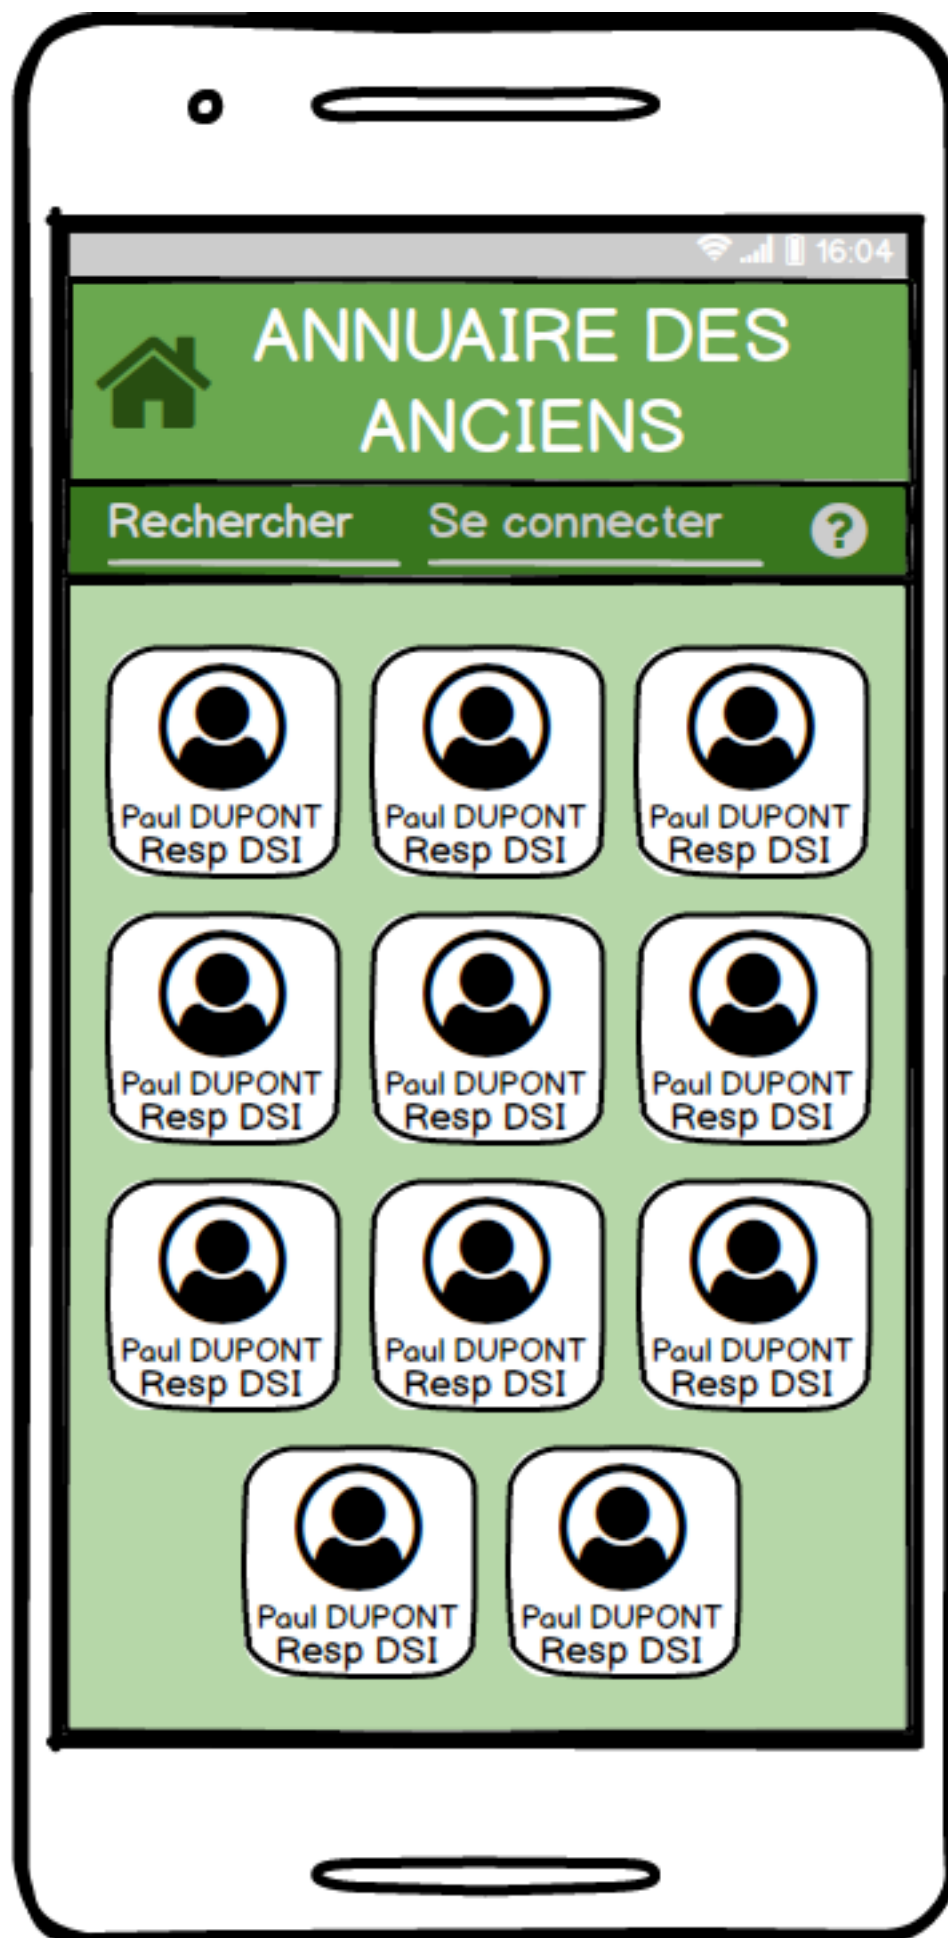 16:04
ANNUAIRE DES
ANCIENS
Rechercher Se connecter ?
Paul DUPONT Paul DUPONT Paul DUPONT
Resp DSI Resp DSI Resp DSI
Paul DUPONT Paul DUPONT Paul DUPONT
Resp DSI Resp DSI Resp DSI
Paul DUPONT Paul DUPONT Paul DUPONT
Resp DSI Resp DSI Resp DSI
Paul DUPONT Paul DUPONT
Resp DSI Resp DSI